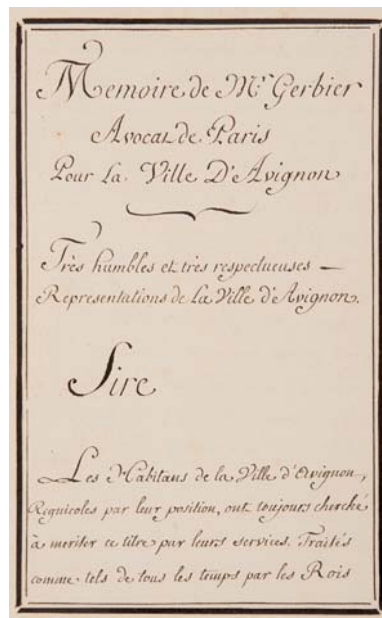 Memoire de Mr Gerbier
Avocat de Paris
Pour La Ville D'Avignon
Très humbles et très respectueuses —
Representations de La Ville d'Avignon.
Sire
Les Habitans de la Ville d'Avignon,
Regnicoles par leur position, ont toujours cherché
à meriter ce titre par leurs services. Traités
comme tels de tous les temps par les Rois